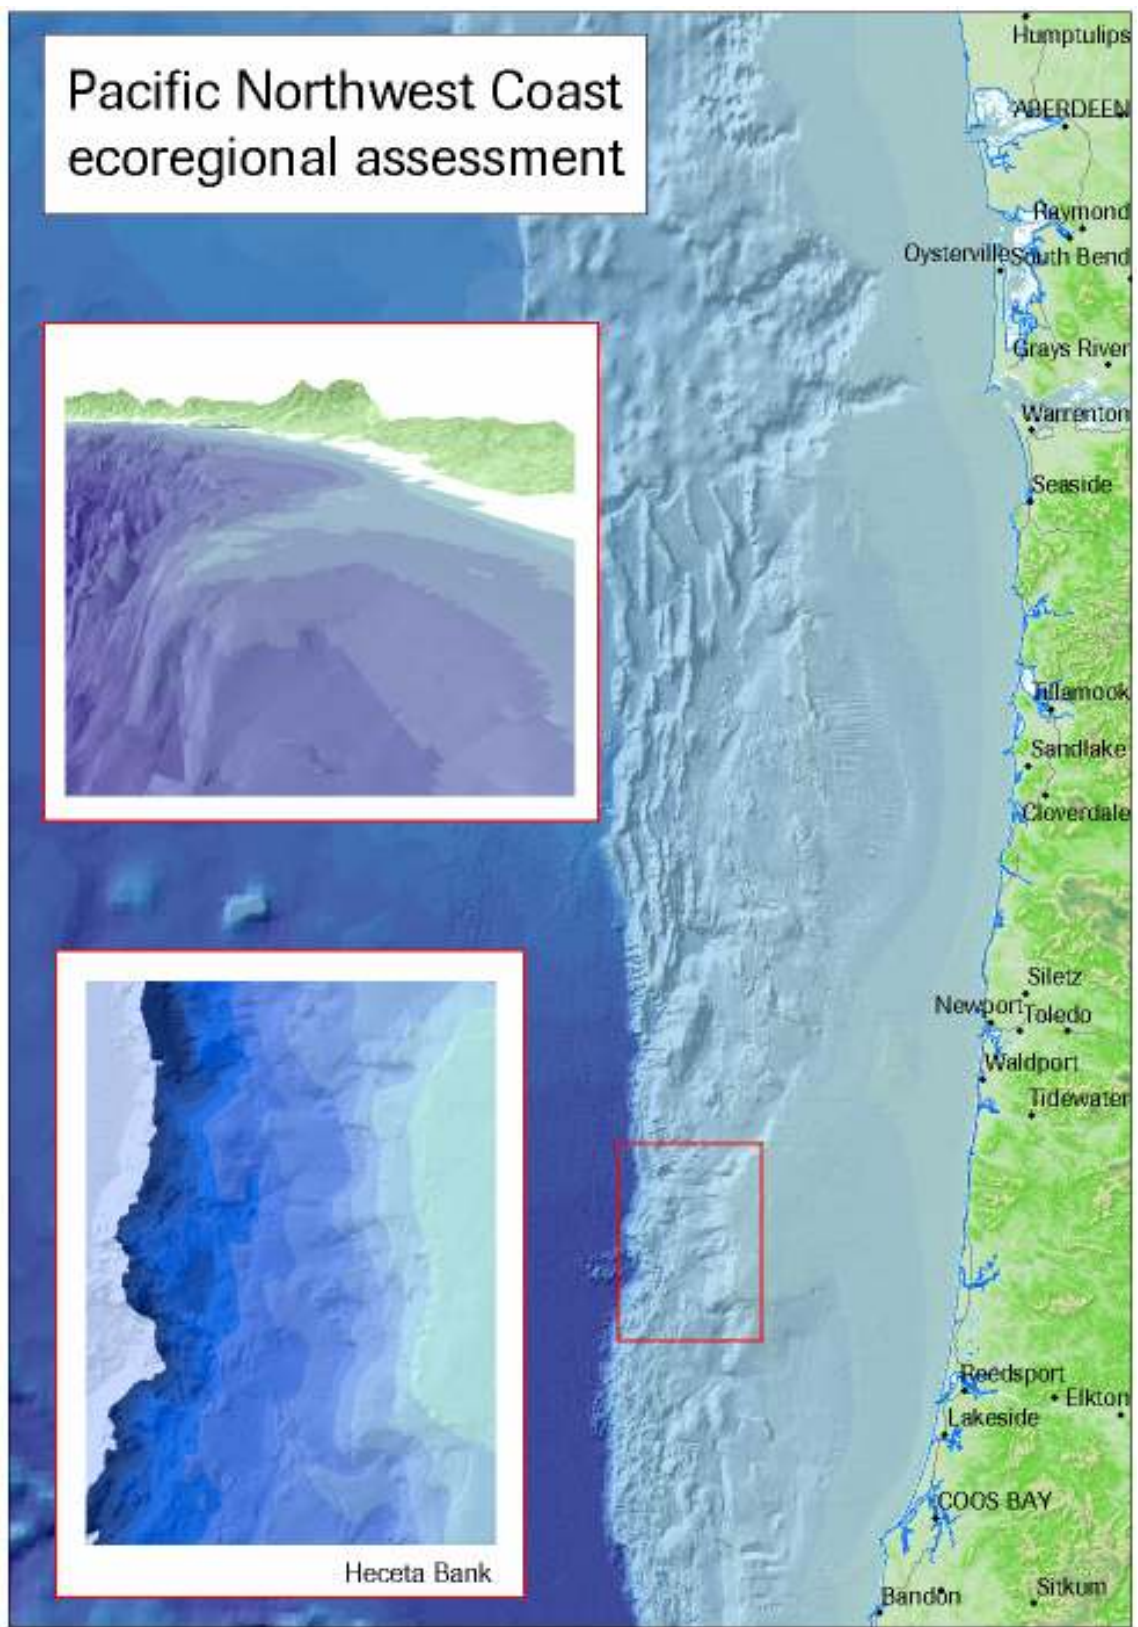 Pacific Northwest Coast
ecoregional assessment
Humptulips
ABERDEEN
Raymond
Oysterville
South Bend
Grays River
Warrenton
Seaside
Tillamook
Sandlake
Cloverdale
Siletz
Newport
Toledo
Waldport
Tidewater
Reedsport
Elkton
Lakeside
COOS BAY
Heceta Bank
Sitkum
Bandon